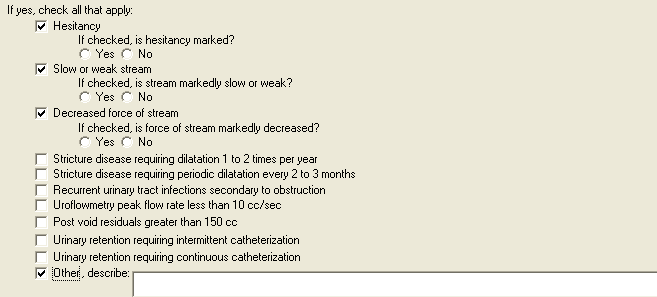 If yes, check all that apply:
Hesitancy
If checked, is hesitancy marked?
Yes No
Slow or weak stream
If checked, is stream markedly slow or weak?
Yes No
Decreased force of stream
If checked, is force of stream markedly decreased?
Yes No
Stricture disease requiring dilatation 1 to 2 times per year
Stricture disease requiring periodic dilatation every 2 to 3 months
Recurrent urinary tract infections secondary to obstruction
Uroflowmetry peak flow rate less than 10 cc/sec
Post void residuals greater than 150 cc
Urinary retention requiring intermittent catheterization
Urinary retention requiring continuous catheterization
Other, describe: